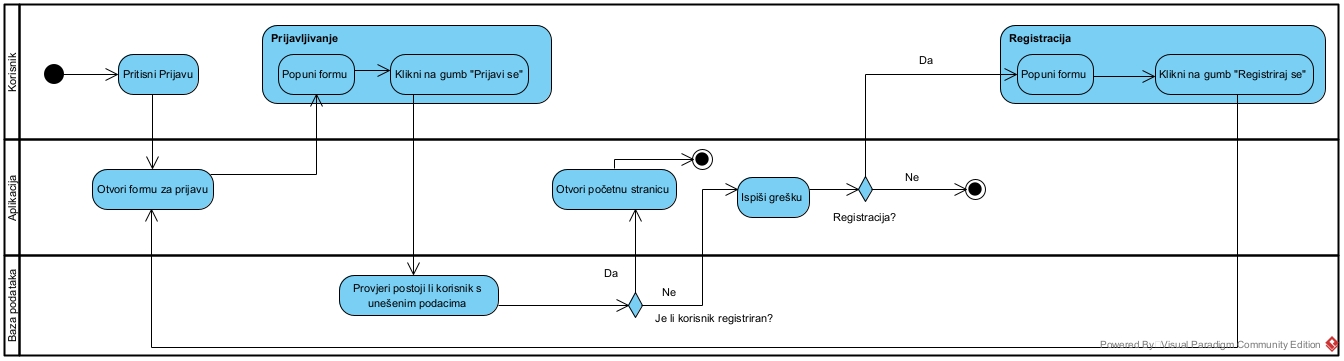 Korisnik
Pritisni Prijavu
Prijavljivanje
Popuni formu
Klikni na gumb "Prijavi se"
Da
Registracija
Popuni formu
Klikni na gumb "Registriraj se"
Aplikacija
Otvori formu za prijavu
Otvori početnu stranicu
Ispiši grešku
Ne
Registracija?
Baza podataka
Provjeri postoji li korisnik s
unešenim podacima
Da
Ne
Je li korisnik registriran?
Powered By: Visual Paradigm Community Edition